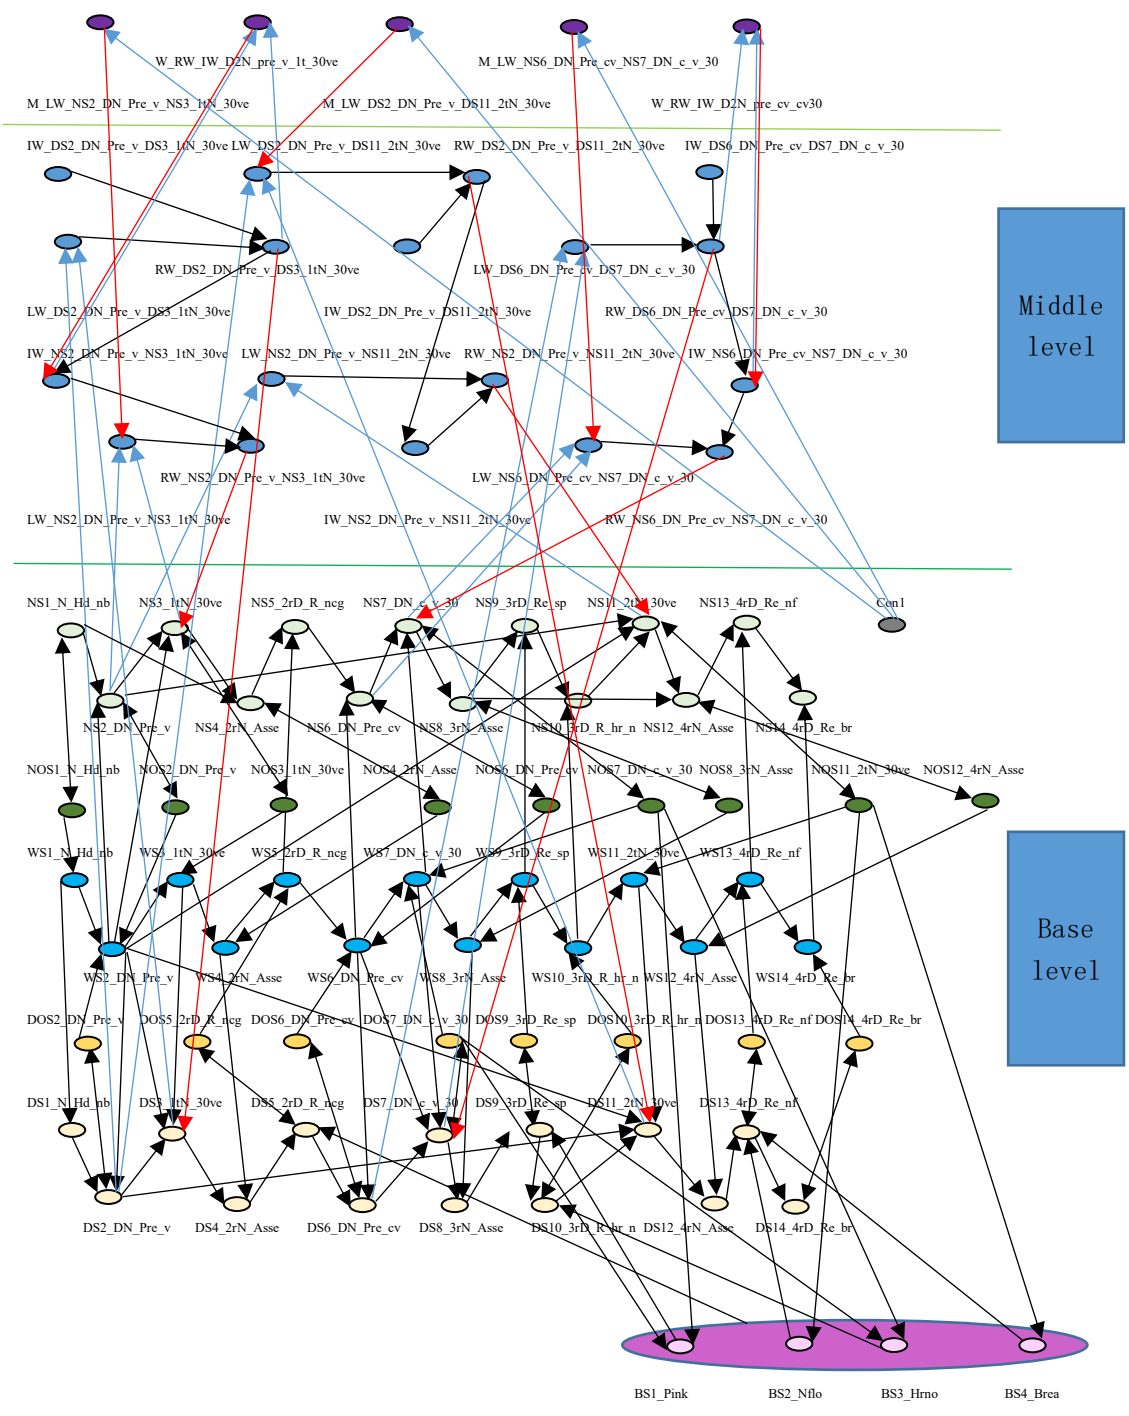 W_RW_IW_D2N_pre_v_1t_30ve M_LW_NS6_DN_Pre_cv_NS7_DN_c_v_30
M_LW_NS2_DN_Pre_v_NS3_1tN_30ve M_LW_DS2_DN_Pre_v_DS11_2tN_30ve W_RW_IW_D2N_pre_cv_cv30
IW_DS2_DN_Pre_v_DS3_1tN_30ve LW_DS2_DN_Pre_v_DS11_2tN_30ve RW_DS2_DN_Pre_v_DS11_2tN_30ve IW_DS6_DN_Pre_cv_DS7_DN_c_v_30
RW_DS2_DN_Pre_v_DS3_1tN_30ve LW_DS6_DN_Pre_cv_DS7_DN_c_v_30
LW_DS2_DN_Pre_v_DS3_1tN_30ve IW_DS2_DN_Pre_v_DS11_2tN_30ve RW_DS6_DN_Pre_cv_DS7_DN_c_v_30
Middle
level
IW_NS2_DN_Pre_v_NS3_1tN_30ve LW_NS2_DN_Pre_v_NS11_2tN_30ve RW_NS2_DN_Pre_v_NS11_2tN_30ve IW_NS6_DN_Pre_cv_NS7_DN_c_v_30
RW_NS2_DN_Pre_v_NS3_1tN_30ve LW_NS6_DN_Pre_cv_NS7_DN_c_v_30
LW_NS2_DN_Pre_v_NS3_1tN_30ve IW_NS2_DN_Pre_v_NS11_2tN_30ve RW_NS6_DN_Pre_cv_NS7_DN_c_v_30
NS1_N_Hd_nb NS3_1tN_30ve NS5_2rD_R_ncg NS7_DN_c_v_30 NS9_3rD_Re_sp NS11_2tN_30ve NS13_4rD_Re_nf Con1
NS2_DN_Pre_v NS4_2rN_Asse NS6_DN_Pre_cv NS8_3rN_Asse NS10_3rD_R_hr_n NS12_4rN_Asse NS14_4rD_Re_br
NOS1_N_Hd_nb NOS2_DN_Pre_v NOS3_1tN_30ve NOS4_2rN_Asse NOS6_DN_Pre_cv NOS7_DN_c_v_30 NOS8_3rN_Asse NOS11_2tN_30ve NOS12_4rN_Asse
WS1_N_Hd_nb WS3_1tN_30ve WS5_2rD_R_ncg WS7_DN_c_v_30 WS9_3rD_Re_sp WS11_2tN_30ve WS13_4rD_Re_nf
Base
level
WS2_DN_Pre_v WS4_2rN_Asse WS6_DN_Pre_cv WS8_3rN_Asse WS10_3rD_R_hr_n WS12_4rN_Asse WS14_4rD_Re_br
DOS2_DN_Pre_v DOS5_2rD_R_ncg DOS6_DN_Pre_cv DOS7_DN_c_v_30 DOS9_3rD_Re_sp DOS10_3rD_R_hr_n DOS13_4rD_Re_nf DOS14_4rD_Re_br
DS1_N_Hd_nb DS3_1tN_30ve DS5_2rD_R_ncg DS7_DN_c_v_30 DS9_3rD_Re_sp DS11_2tN_30ve DS13_4rD_Re_nf
DS2_DN_Pre_v DS4_2rN_Asse DS6_DN_Pre_cv DS8_3rN_Asse DS10_3rD_R_hr_n DS12_4rN_Asse DS14_4rD_Re_br
BS1_Pink BS2_Nflo BS3_Hrno BS4_Brea